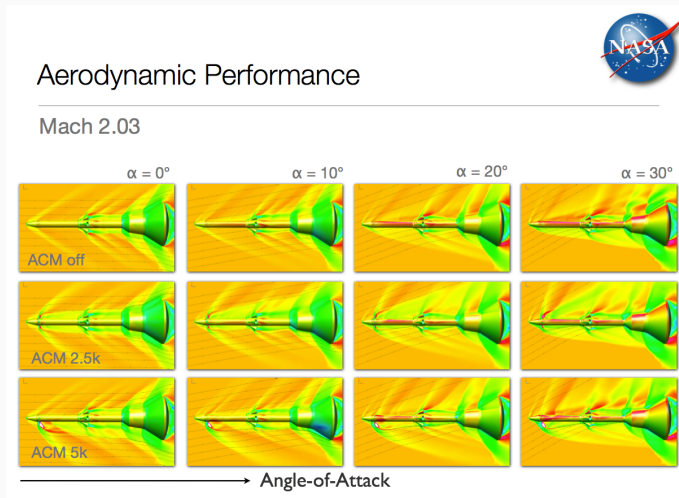 NASA
Aerodynamic Performance
Mach 2.03
α = 0° α = 10° α = 20° α = 30°
ACM off
ACM 2.5k
ACM 5k
Angle-of-Attack